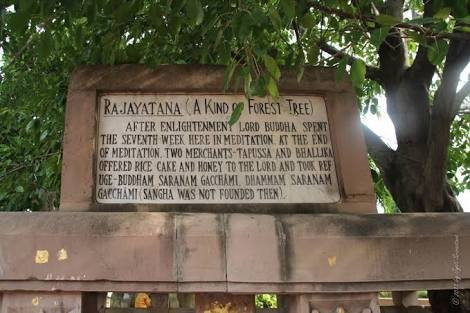 RAJAYATANA (A KIND OF FOREST TREE)
AFTER ENLIGHTENMENT LORD BUDDHA SPENT
THE SEVENTH WEEK HERE IN MEDITATION. AT THE END
OF MEDITATION, TWO MERCHANTS-TAPUSSA AND BHALLIKA
OFFERED RICE CAKE AND HONEY TO THE LORD AND TOOK REF
UGE-BUDDHAM SARANAM GACCHAMI, DHAMMAM SARANAM
GACCHAMI (SANGHA WAS NOT FOUNDED THEN).